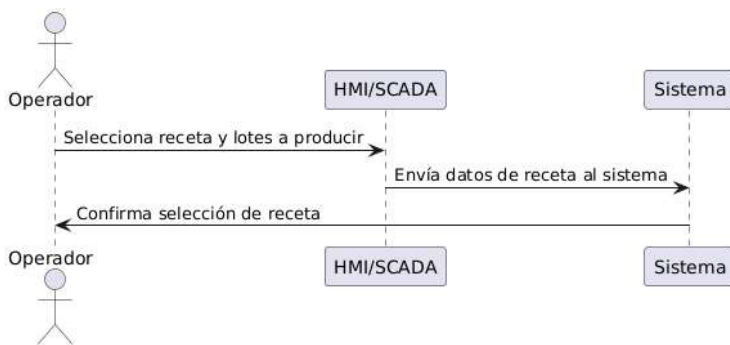 Operador
HMI/SCADA
Sistema
Selecciona receta y lotes a producir
Envía datos de receta al sistema
Confirma selección de receta
Operador
HMI/SCADA
Sistema